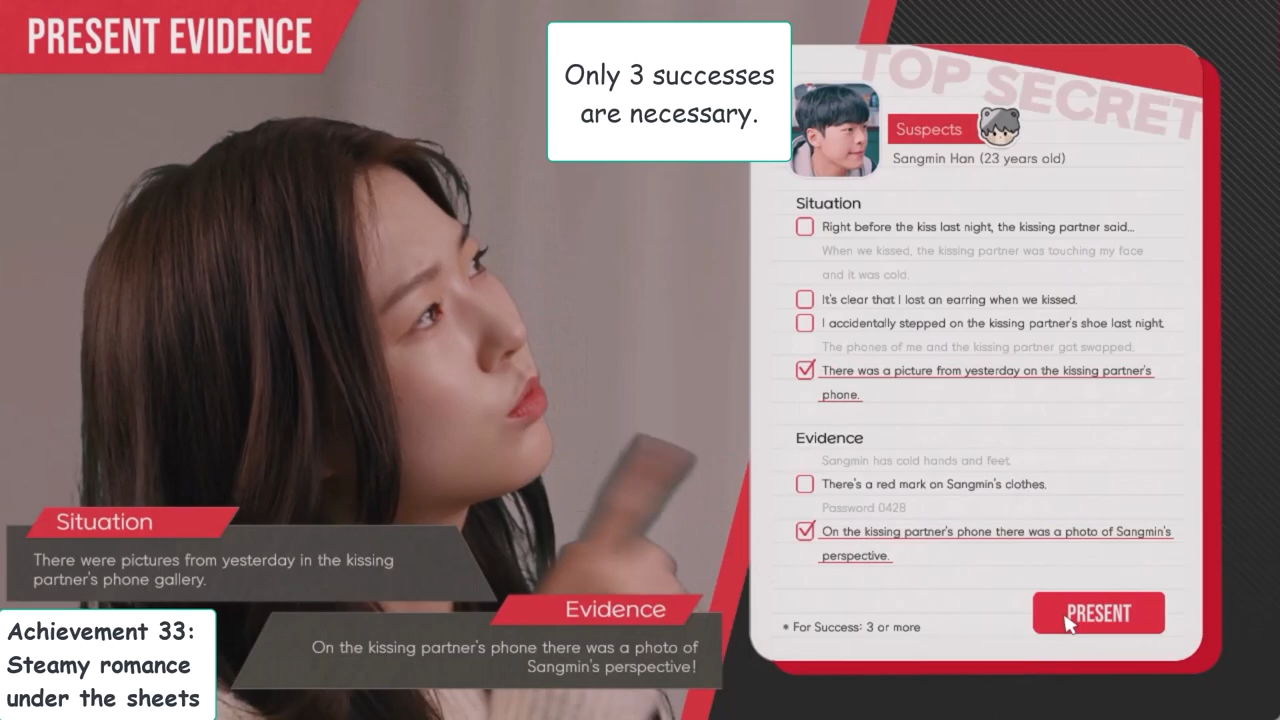 PRESENT EVIDENCE
Only 3 successes
are necessary.
TOP SECRET
Suspects
Sangmin Han (23 years old)
Situation
Right before the kiss last night, the kissing partner said...
When we kissed, the kissing partner was touching my face
and it was cold.
It's clear that I lost an earring when we kissed.
I accidentally stepped on the kissing partner's shoe last night.
The phones of me and the kissing partner got swapped.
There was a picture from yesterday on the kissing partner's
phone.
Evidence
Sangmin has cold hands and feet.
There's a red mark on Sangmin's clothes.
Password 0428
On the kissing partner's phone there was a photo of Sangmin's
perspective.
* For Success: 3 or more
PRESENT
Situation
There were pictures from yesterday in the kissing
partner's phone gallery.
Evidence
On the kissing partner's phone there was a photo of
Sangmin's perspective!
Achievement 33:
Steamy romance
under the sheets